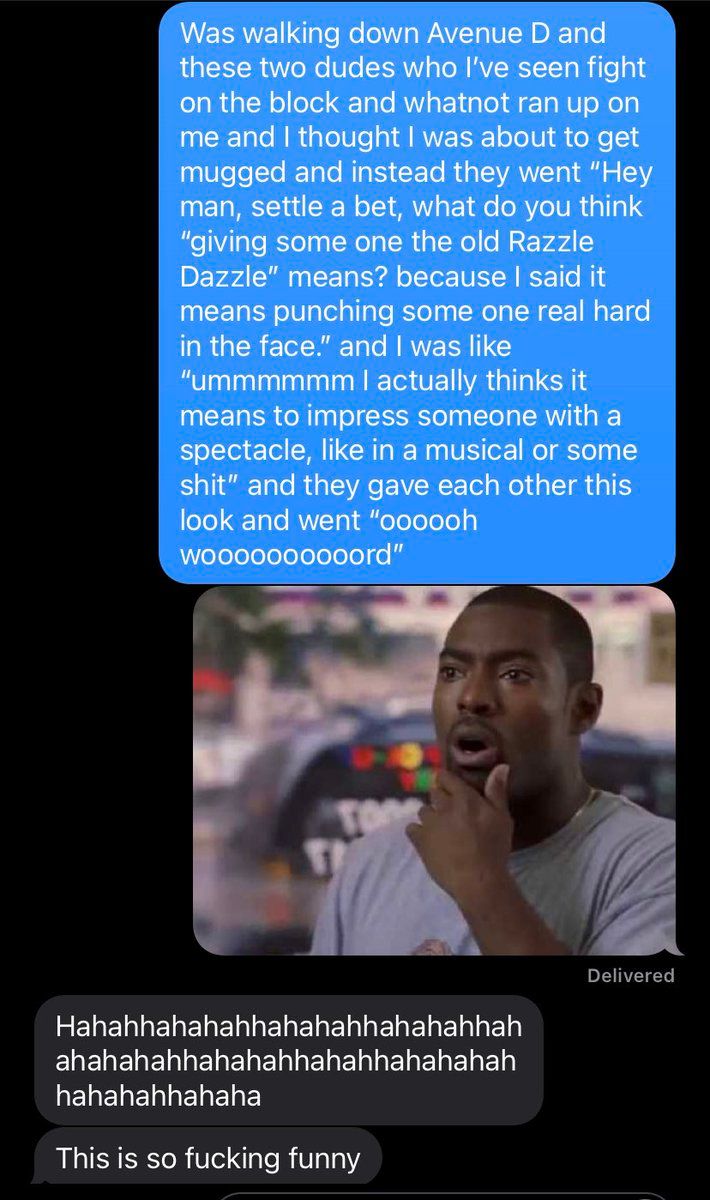 Was walking down Avenue D and
these two dudes who I’ve seen fight
on the block and whatnot ran up on
me and I thought I was about to get
mugged and instead they went “Hey
man, settle a bet, what do you think
“giving some one the old Razzle
Dazzle” means? because I said it
means punching some one real hard
in the face.” and I was like
“ummmmmm I actually thinks it
means to impress someone with a
spectacle, like in a musical or some
shit” and they gave each other this
look and went “oooooh
woooooooooord”
Delivered
Hahahhahahahhahahahhahahahhah
ahahahahhahahahhahahhahahahah
hahahahhahaha
This is so fucking funny